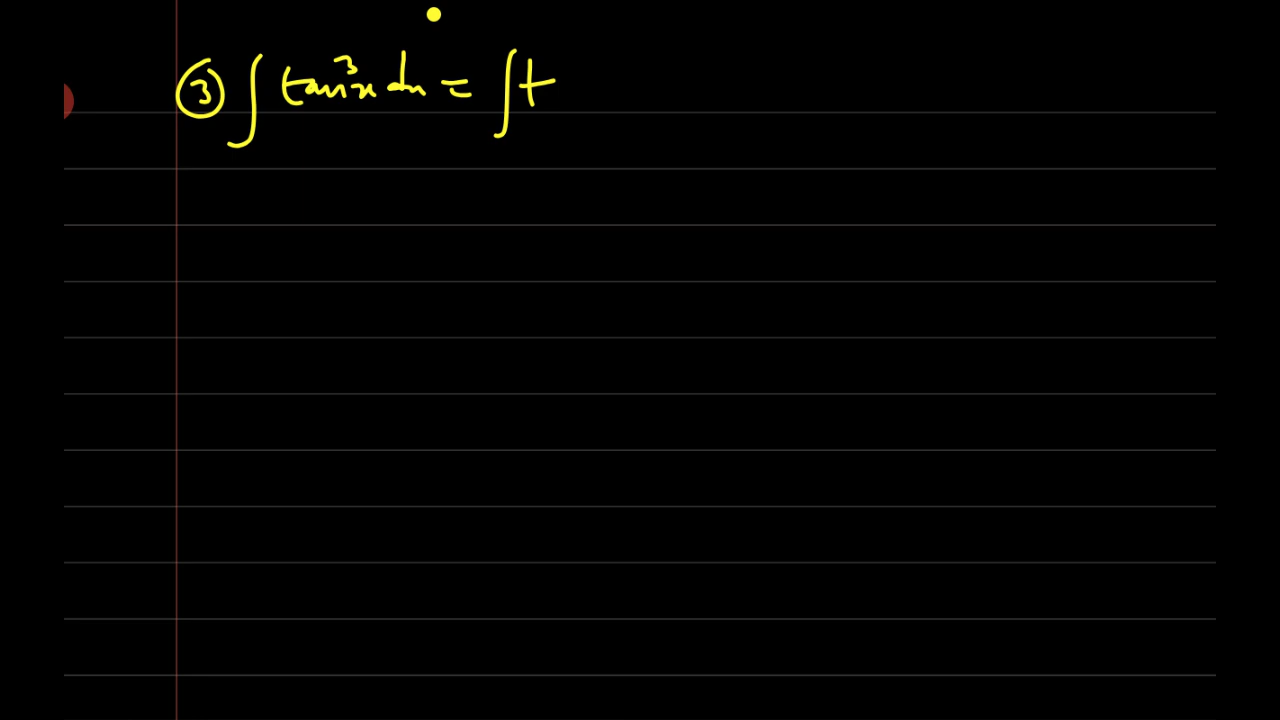 ③ ∫ tan³x dx = ∫ t